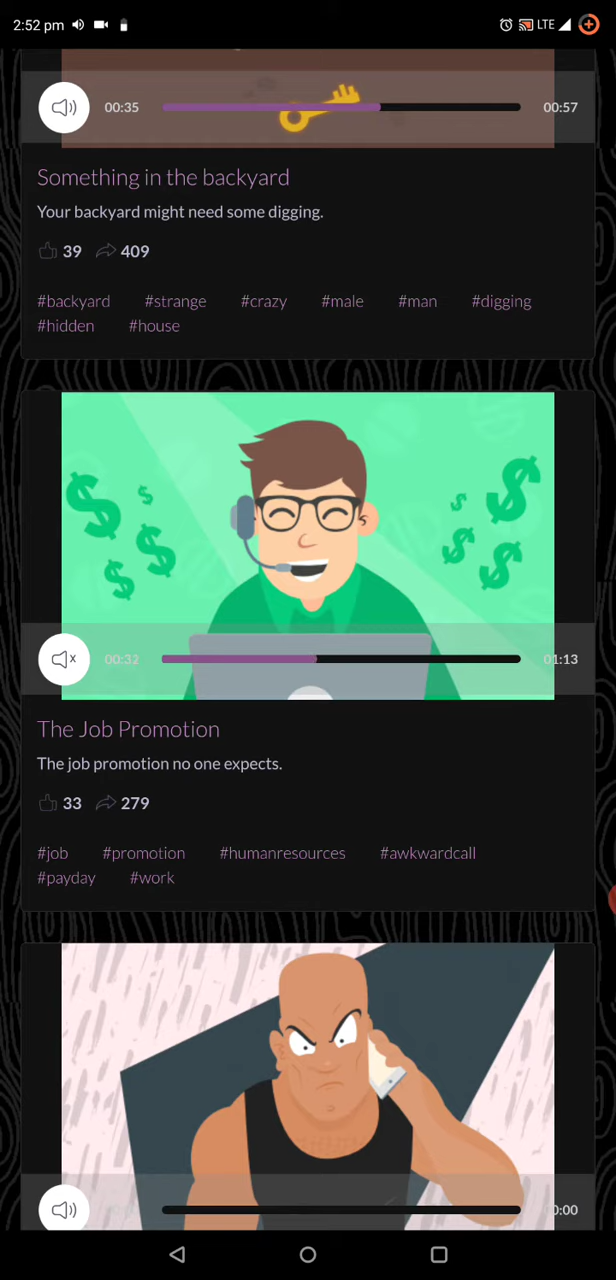 2:52 pm LTE
00:35 00:57
Something in the backyard
Your backyard might need some digging.
39 409
#backyard #strange #crazy #male #man #digging
#hidden #house
$ $ $ $ $ $ $ $
00:32 01:13
The Job Promotion
The job promotion no one expects.
33 279
#job #promotion #humanresources #awkwardcall
#payday #work